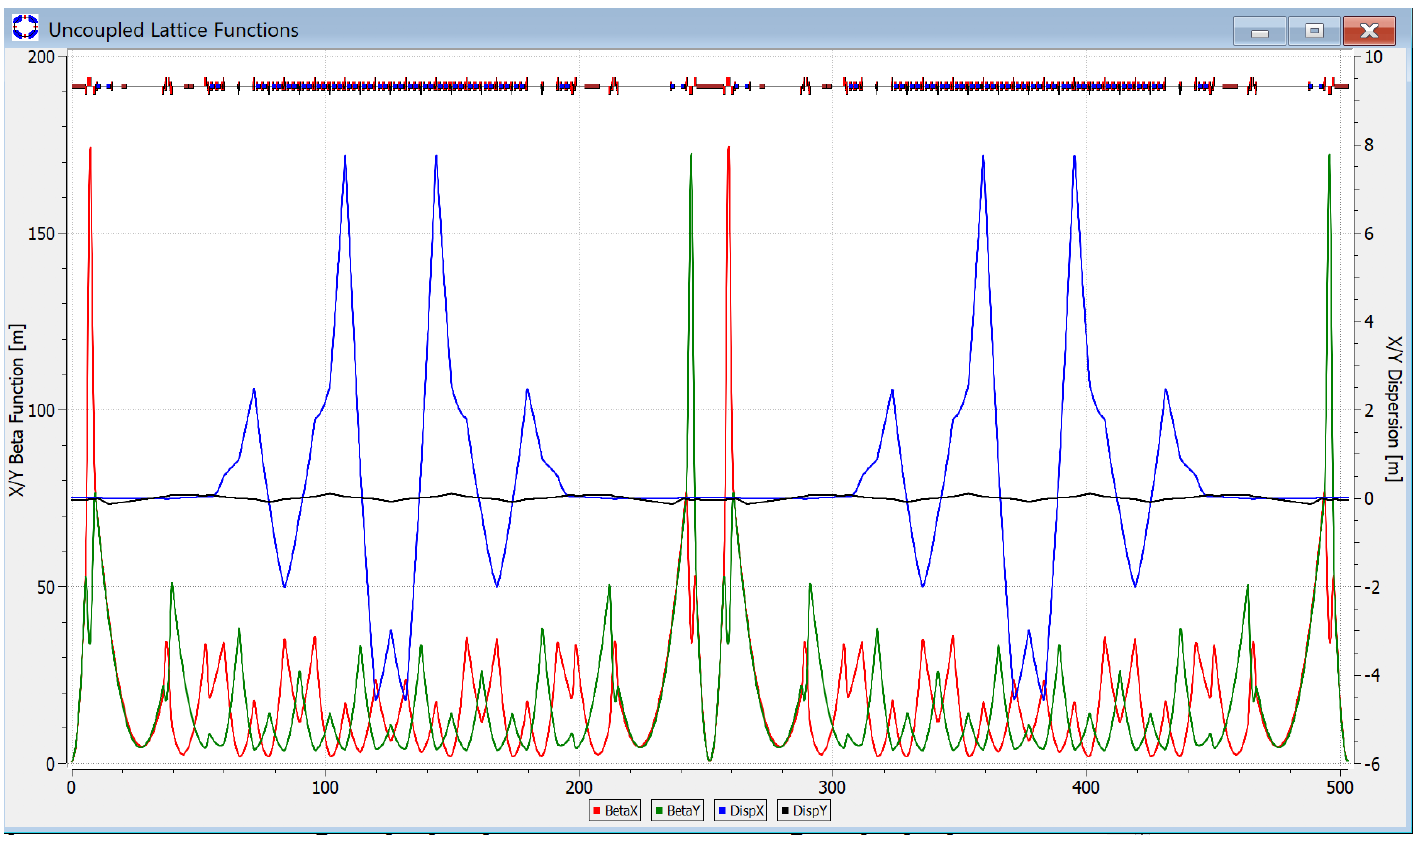 Uncoupled Lattice Functions
200
150
100
50
0
X/Y Beta Function [m]
10
8
6
4
2
0
-2
-4
-6
X/Y Dispersion [m]
0 100 200 300 400 500
BetaX BetaY DispX DispY